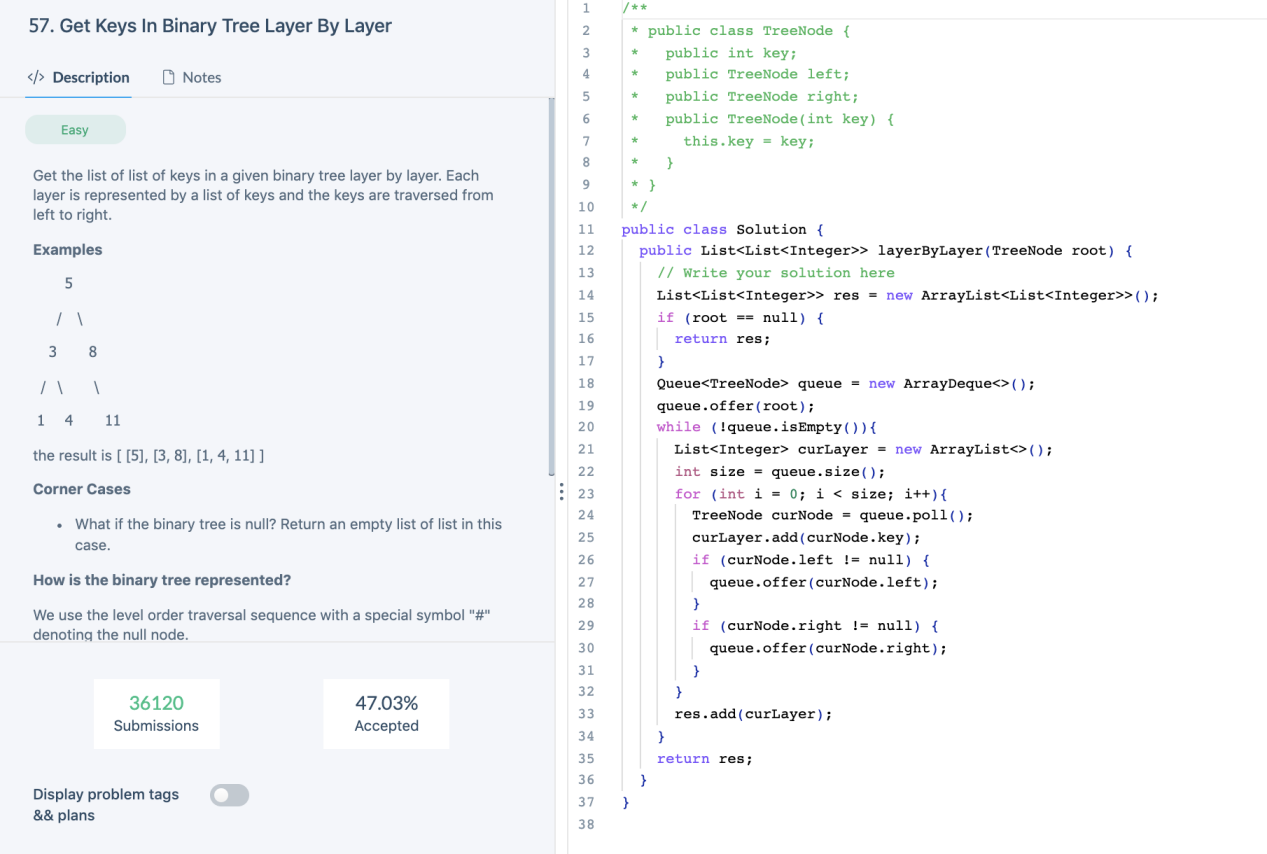 57. Get Keys In Binary Tree Layer By Layer
</> Description
Notes
Easy
Get the list of list of keys in a given binary tree layer by layer. Each
layer is represented by a list of keys and the keys are traversed from
left to right.
Examples
5
/ \
3 8
/ \ \
1 4 11
the result is [ [5], [3, 8], [1, 4, 11] ]
Corner Cases
• What if the binary tree is null? Return an empty list of list in this
case.
How is the binary tree represented?
We use the level order traversal sequence with a special symbol "#"
denoting the null node.
36120
Submissions
47.03%
Accepted
Display problem tags
&& plans
1 /**
2  * public class TreeNode {
3  *   public int key;
4  *   public TreeNode left;
5  *   public TreeNode right;
6  *   public TreeNode(int key) {
7  *     this.key = key;
8  *   }
9  * }
10  */
11 public class Solution {
12   public List<List<Integer>> layerByLayer(TreeNode root) {
13     // Write your solution here
14     List<List<Integer>> res = new ArrayList<List<Integer>>();
15     if (root == null) {
16       return res;
17     }
18     Queue<TreeNode> queue = new ArrayDeque<>();
19     queue.offer(root);
20     while (!queue.isEmpty()){
21       List<Integer> curLayer = new ArrayList<>();
22       int size = queue.size();
23       for (int i = 0; i < size; i++){
24         TreeNode curNode = queue.poll();
25         curLayer.add(curNode.key);
26         if (curNode.left != null) {
27           queue.offer(curNode.left);
28         }
29         if (curNode.right != null) {
30           queue.offer(curNode.right);
31         }
32       }
33       res.add(curLayer);
34     }
35     return res;
36   }
37 }
38